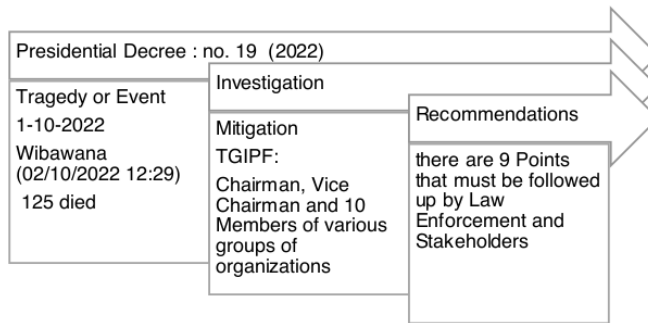 Presidential Decree : no. 19 (2022)
Tragedy or Event
1-10-2022
Wibawana
(02/10/2022 12:29)
125 died
Investigation
Mitigation
TGIPF:
Chairman, Vice
Chairman and 10
Members of various
groups of
organizations
Recommendations
there are 9 Points
that must be followed
up by Law
Enforcement and
Stakeholders